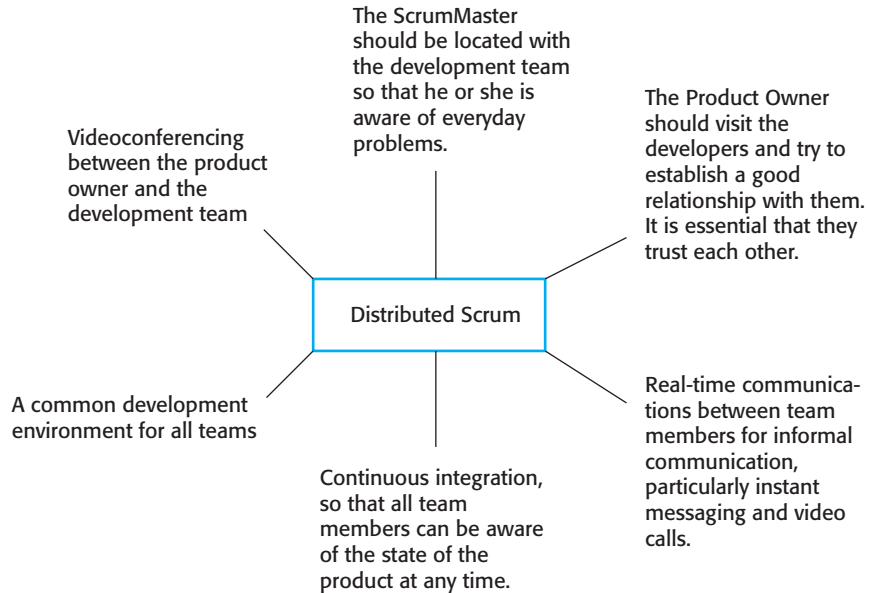 The ScrumMaster
should be located with
the development team
so that he or she is
aware of everyday
problems.
The Product Owner
should visit the
developers and try to
establish a good
relationship with them.
It is essential that they
trust each other.
Videoconferencing
between the product
owner and the
development team
Distributed Scrum
A common development
environment for all teams
Continuous integration,
so that all team
members can be aware
of the state of the
product at any time.
Real-time communica-
tions between team
members for informal
communication,
particularly instant
messaging and video
calls.